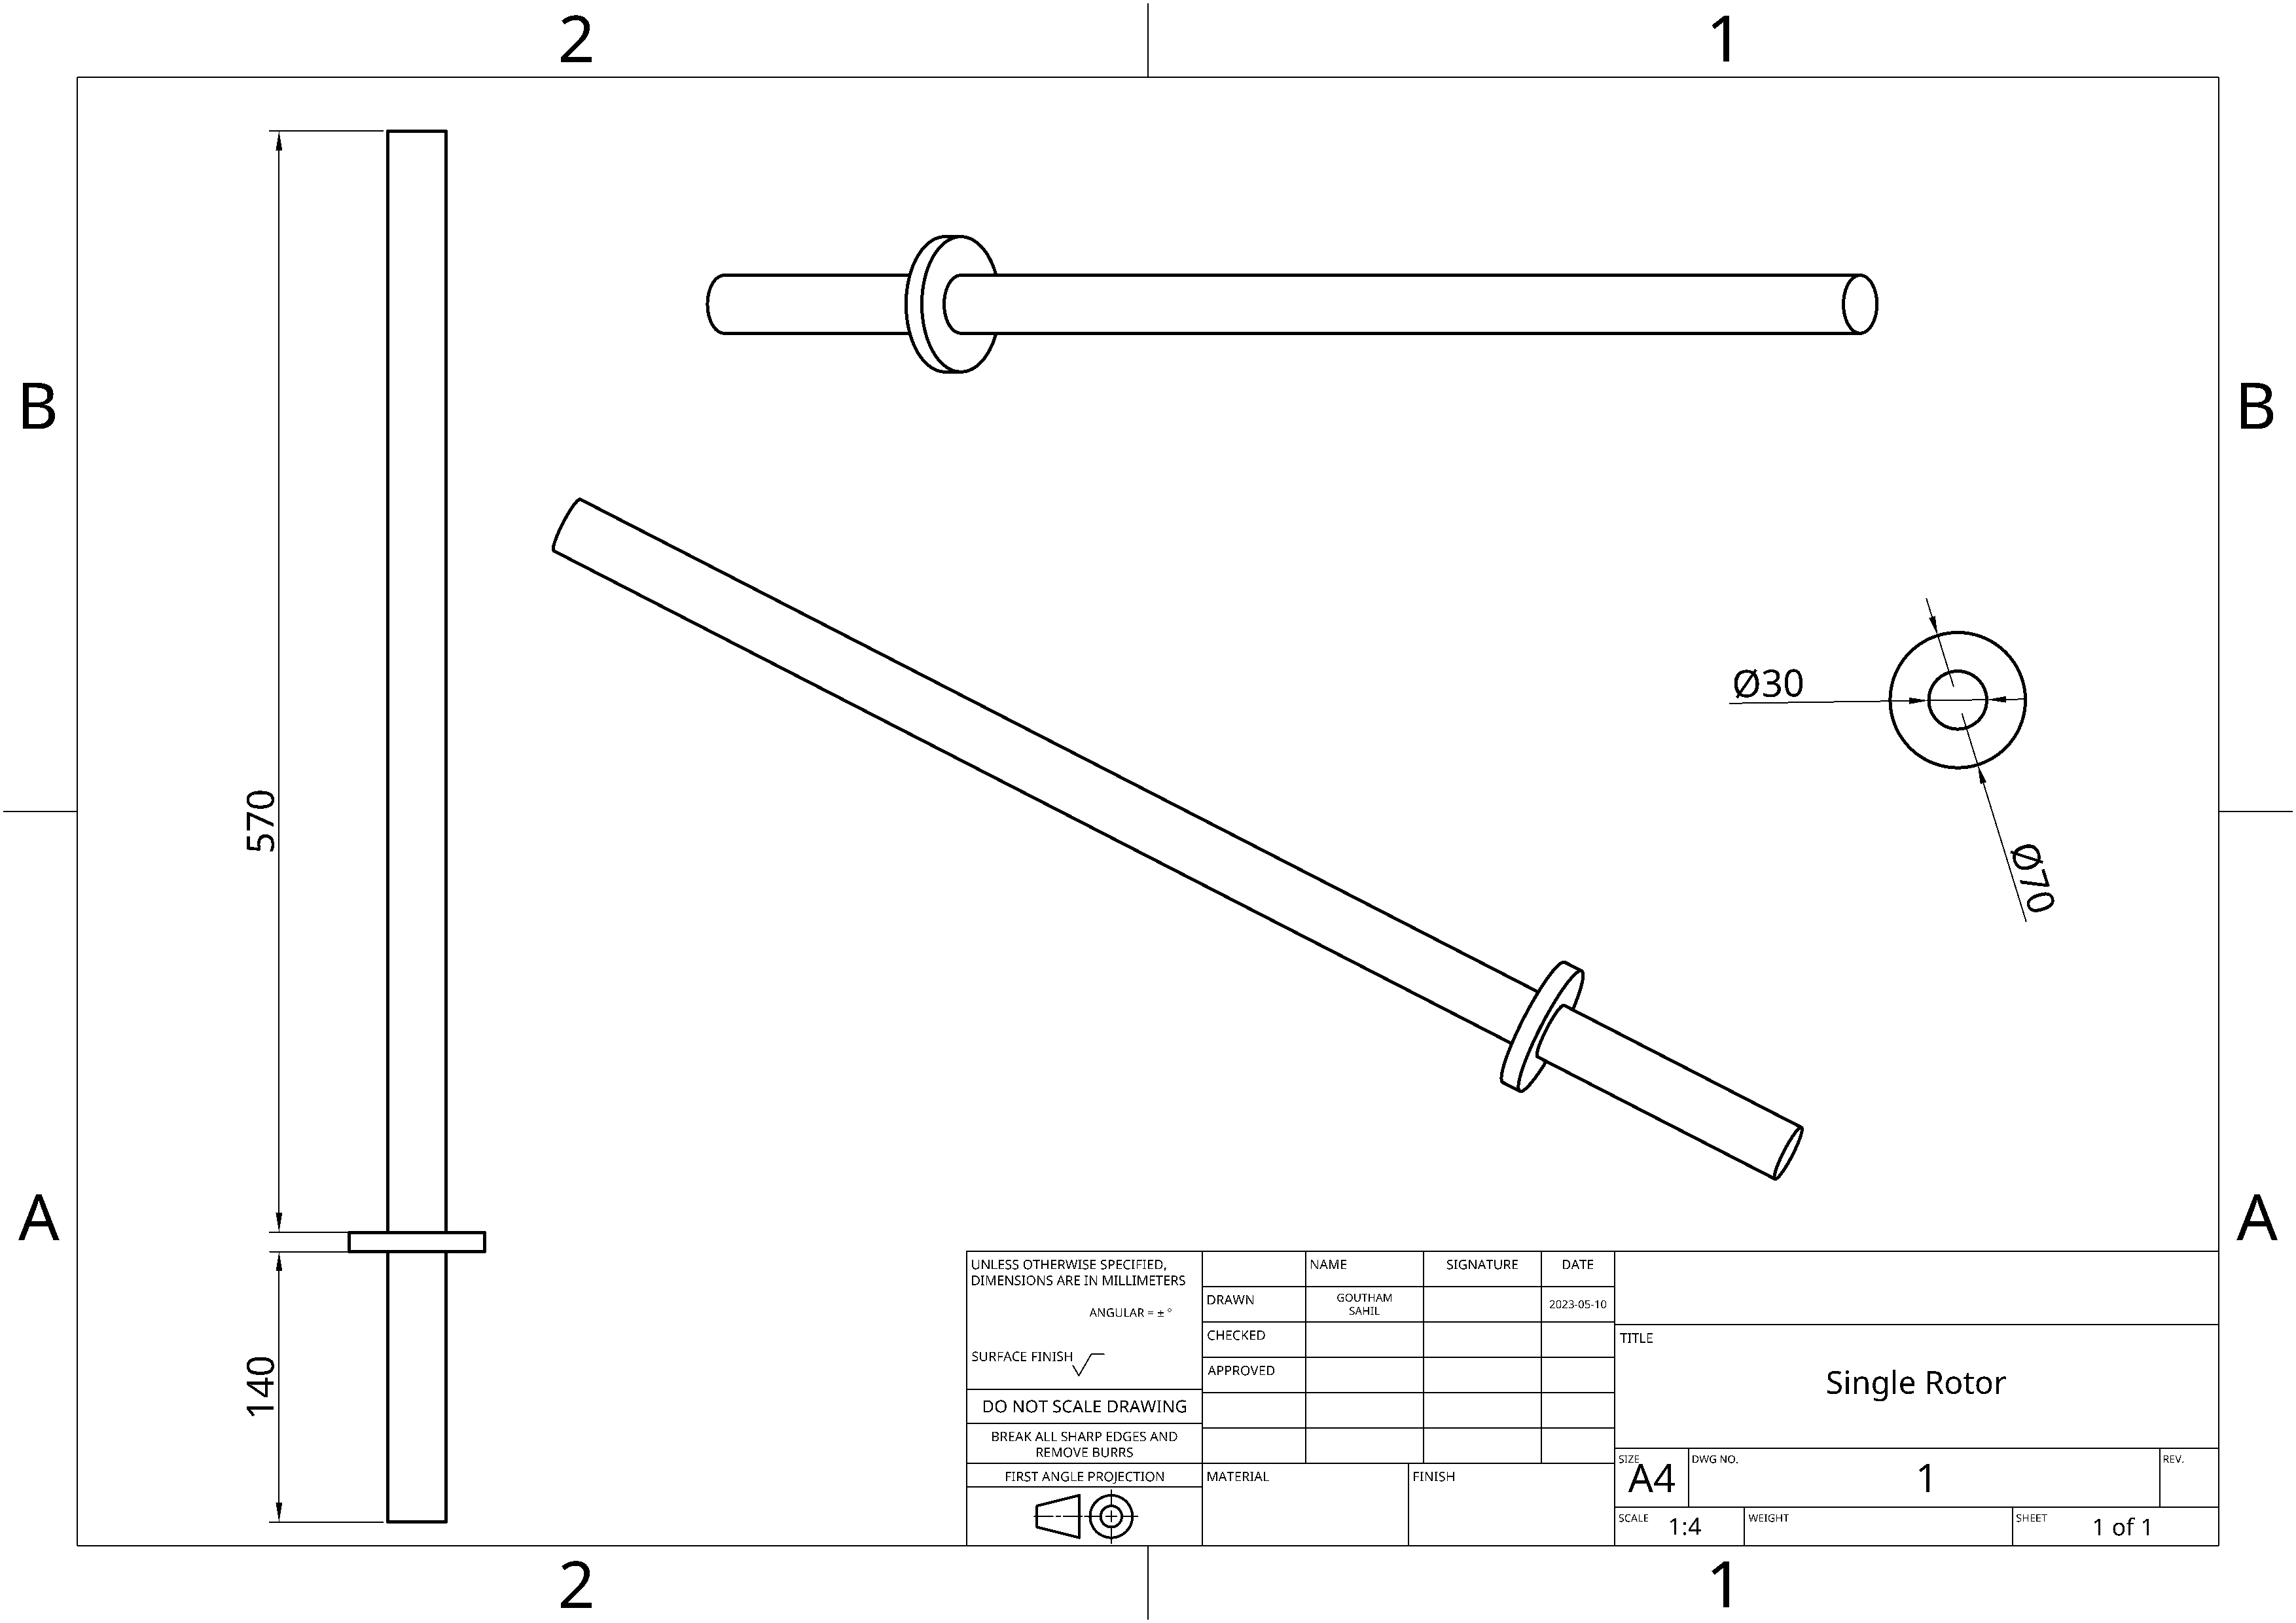 2
1
B
B
570
Ø30
Ø70
A
A
140
UNLESS OTHERWISE SPECIFIED,
DIMENSIONS ARE IN MILLIMETERS
ANGULAR = ± °
SURFACE FINISH
DO NOT SCALE DRAWING
BREAK ALL SHARP EDGES AND
REMOVE BURRS
FIRST ANGLE PROJECTION
NAME
SIGNATURE
DATE
DRAWN
GOUTHAM
SAHIL
2023-05-10
CHECKED
APPROVED
MATERIAL
FINISH
TITLE
Single Rotor
SIZE
A4
DWG NO.
1
REV.
SCALE
1:4
WEIGHT
SHEET
1 of 1
2
1